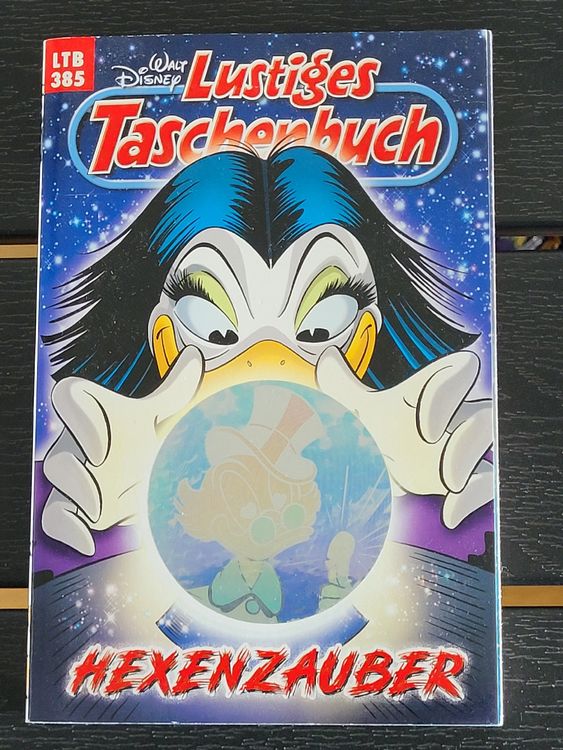 LTB
385
Walt
Disney
Lustiges
Taschenbuch
HEXENZAUBER